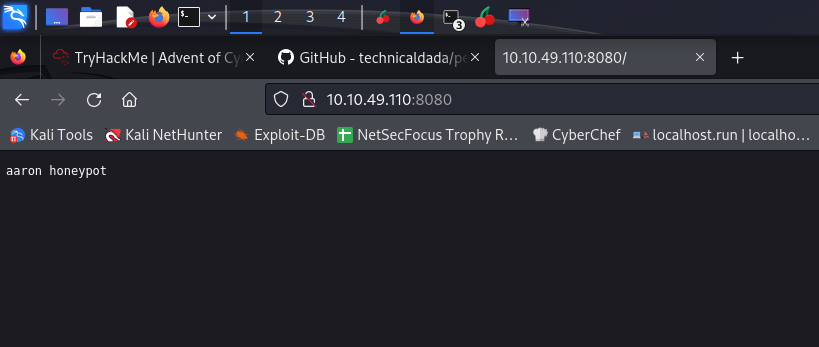 1 2 3 4
3
TryHackMe | Advent of Cy
GitHub - technicaldada/pe
10.10.49.110:8080/
10.10.49.110:8080
Kali Tools Kali NetHunter Exploit-DB NetSecFocus Trophy R... CyberChef localhost.run | localho...
aaron honeypot